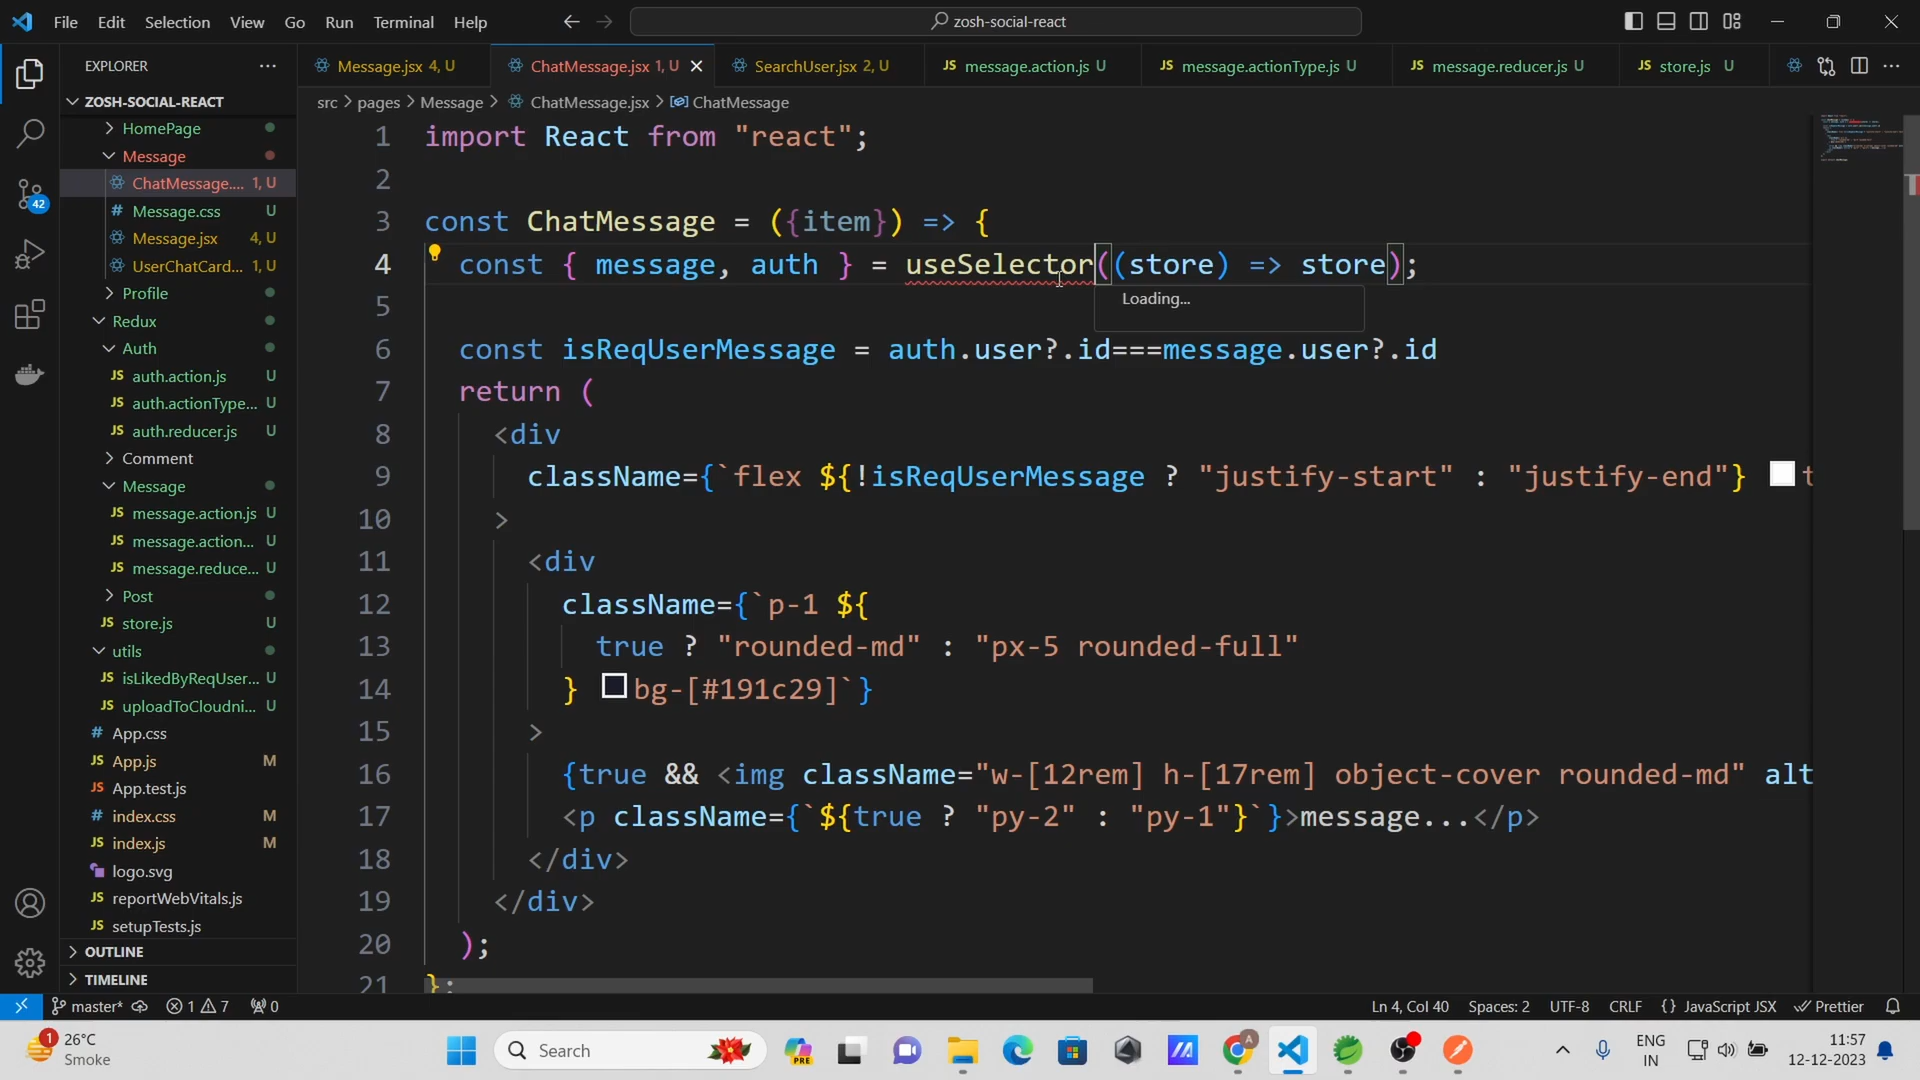 File Edit Selection View Go Run Terminal Help
zosh-social-react
EXPLORER
ZOSH-SOCIAL-REACT
HomePage
Message
ChatMessage.... 1, U
Message.css U
Message.jsx 4, U
UserChatCard... 1, U
Profile
Redux
Auth
auth.action.js U
auth.actionType... U
auth.reducer.js U
Comment
Message
message.action.js U
message.action... U
message.reduce... U
Post
store.js U
utils
isLikedByReqUser... U
uploadToCloudni... U
App.css
App.js M
App.test.js
index.css M
index.js M
logo.svg
reportWebVitals.js
setupTests.js
OUTLINE
TIMELINE
42
Message.jsx 4, U
ChatMessage.jsx 1, U
SearchUser.jsx 2, U
message.action.js U
message.actionType.js U
message.reducer.js U
store.js U
src > pages > Message > ChatMessage.jsx > ChatMessage
1 import React from "react";
2
3 const ChatMessage = ({item}) => {
4 const { message, auth } = useSelector((store) => store);
Loading...
5
6 const isReqUserMessage = auth.user?.id===message.user?.id
7 return (
8 <div
9 className={`flex ${!isReqUserMessage ? "justify-start" : "justify-end"} t
10 >
11 <div
12 className={`p-1 ${
13 true ? "rounded-md" : "px-5 rounded-full"
14 } bg-[#191c29]`}
15 >
16 {true && <img className="w-[12rem] h-[17rem] object-cover rounded-md" alt
17 <p className={`${true ? "py-2" : "py-1"}`}>message...</p>
18 </div>
19 </div>
20 );
21 };
master* 1 7 0
Ln 4, Col 40 Spaces: 2 UTF-8 CRLF {} JavaScript JSX Prettier
1
26°C
Smoke
Search
PRE
A
ENG
IN
11:57
12-12-2023